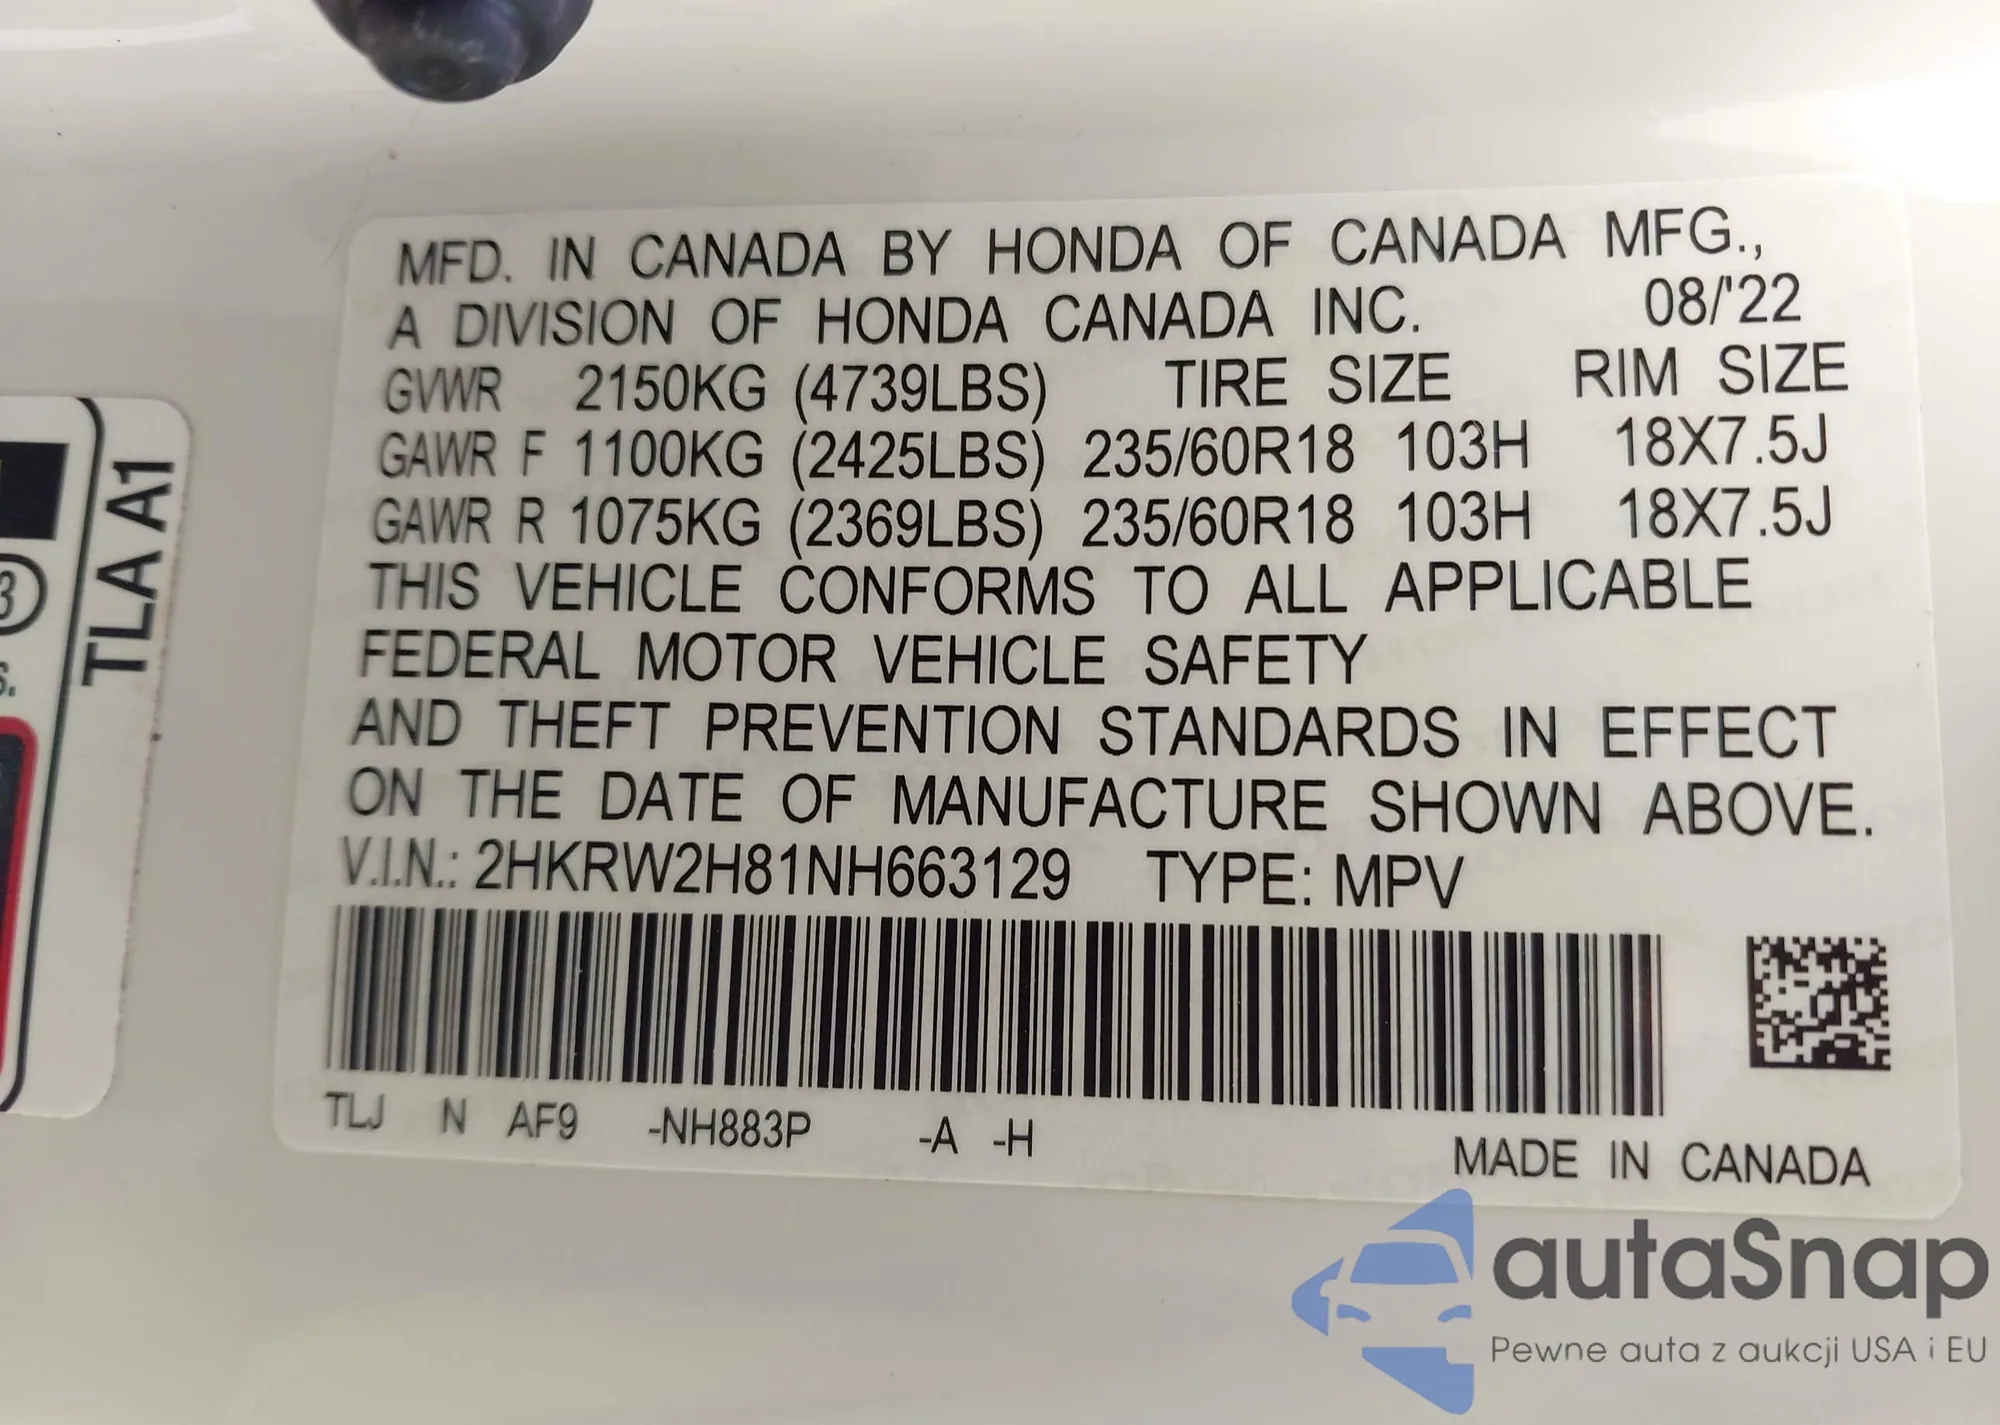 MFD. IN CANADA BY HONDA OF CANADA MFG.,
A DIVISION OF HONDA CANADA INC. 08/'22
GVWR 2150KG (4739LBS) TIRE SIZE RIM SIZE
GAWR F 1100KG (2425LBS) 235/60R18 103H 18X7.5J
GAWR R 1075KG (2369LBS) 235/60R18 103H 18X7.5J
THIS VEHICLE CONFORMS TO ALL APPLICABLE
FEDERAL MOTOR VEHICLE SAFETY
AND THEFT PREVENTION STANDARDS IN EFFECT
ON THE DATE OF MANUFACTURE SHOWN ABOVE.
V.I.N.: 2HKRW2H81NH663129 TYPE: MPV
TLJ N AF9 -NH883P -A -H
MADE IN CANADA
TLA A1
3
s.
autaSnap
Pewne auta z aukcji USA i EU